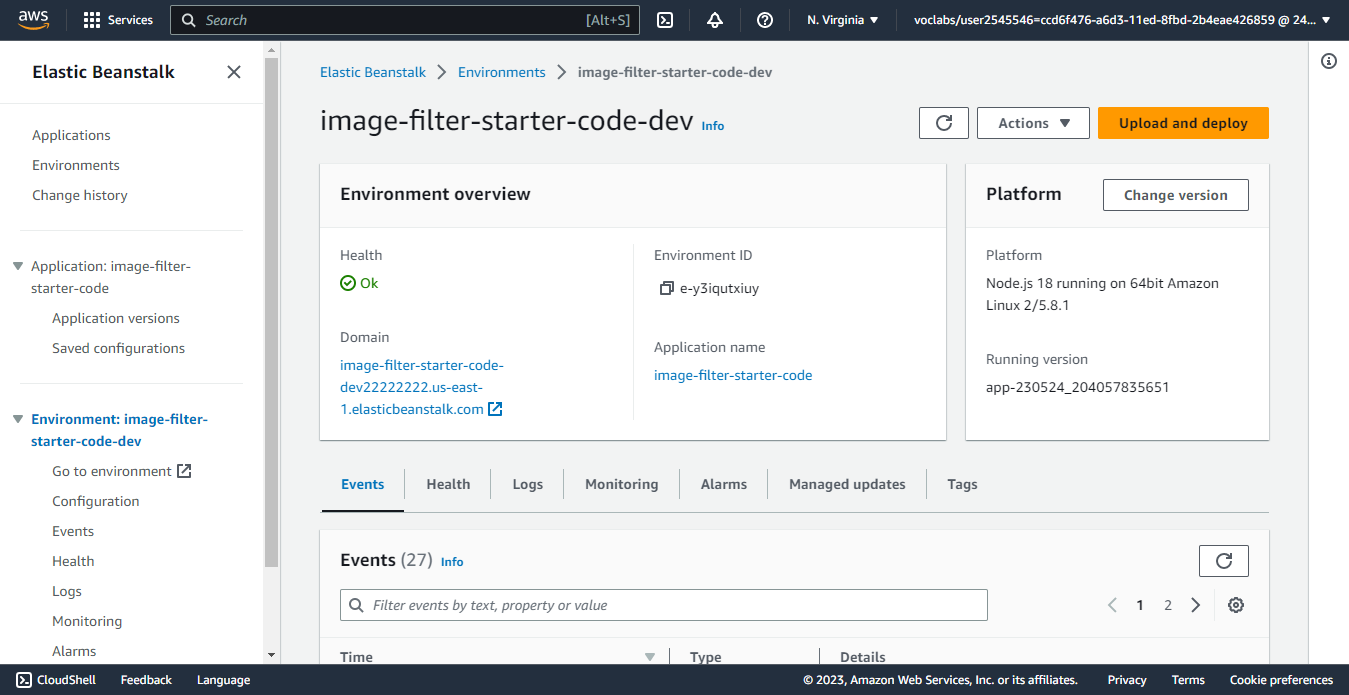 aws
Services
Search
[Alt+S]
N. Virginia
voclabs/user2545546=ccd6f476-a6d3-11ed-8fbd-2b4eae426859 @ 24...
Elastic Beanstalk
Applications
Environments
Change history
Application: image-filter-
starter-code
Application versions
Saved configurations
Environment: image-filter-
starter-code-dev
Go to environment
Configuration
Events
Health
Logs
Monitoring
Alarms
Elastic Beanstalk
Environments
image-filter-starter-code-dev
image-filter-starter-code-dev Info
Actions
Upload and deploy
Environment overview
Health
Ok
Domain
image-filter-starter-code-
dev22222222.us-east-
1.elasticbeanstalk.com
Environment ID
e-y3iqutxiuy
Application name
image-filter-starter-code
Platform
Change version
Platform
Node.js 18 running on 64bit Amazon
Linux 2/5.8.1
Running version
app-230524_204057835651
Events
Health
Logs
Monitoring
Alarms
Managed updates
Tags
Events (27) Info
Filter events by text, property or value
1
2
Time
Type
Details
CloudShell
Feedback
Language
© 2023, Amazon Web Services, Inc. or its affiliates.
Privacy
Terms
Cookie preferences